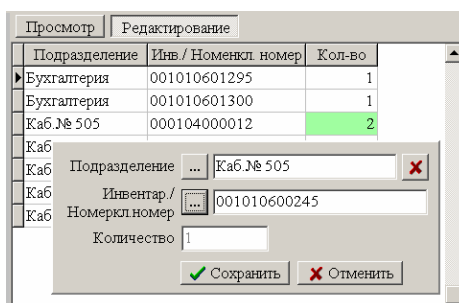 Просмотр Редактирование
Подразделение Инв./ Номенкл. номер Кол-во
Бухгалтерия 001010601295 1
Бухгалтерия 001010601300 1
Каб.№ 505 000104000012 2
Каб
Каб
Каб
Каб
Подразделение ... Каб.№ 505
Инвентар./
Номеркл.номер ... 001010600245
Количество 1
Сохранить Отменить